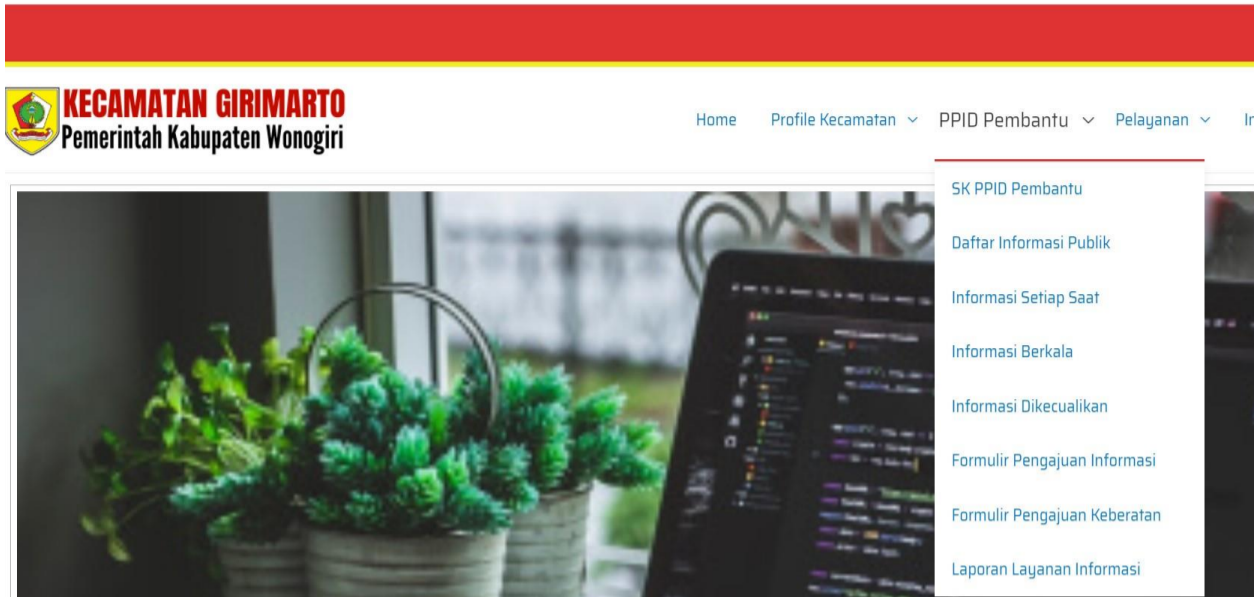 KECAMATAN GIRIMARTO
Pemerintah Kabupaten Wonogiri
Home Profile Kecamatan PPID Pembantu Pelayanan
SK PPID Pembantu
Daftar Informasi Publik
Informasi Setiap Saat
Informasi Berkala
Informasi Dikecualikan
Formulir Pengajuan Informasi
Formulir Pengajuan Keberatan
Laporan Layanan Informasi